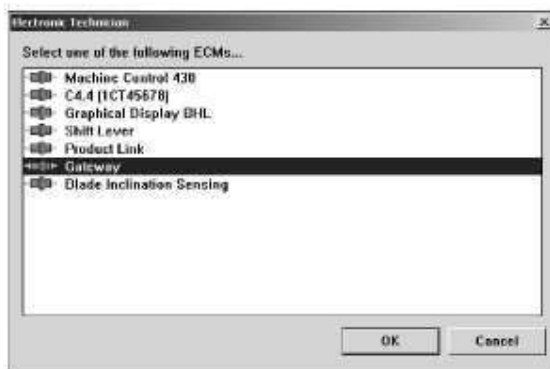 Electronic Technician
Select one of the following ECMs...
Machine Control 430
C4.4 (1CT45678)
Graphical Display BHL
Shift Lever
Product Link
Gateway
Blade Inclination Sensing
OK
Cancel